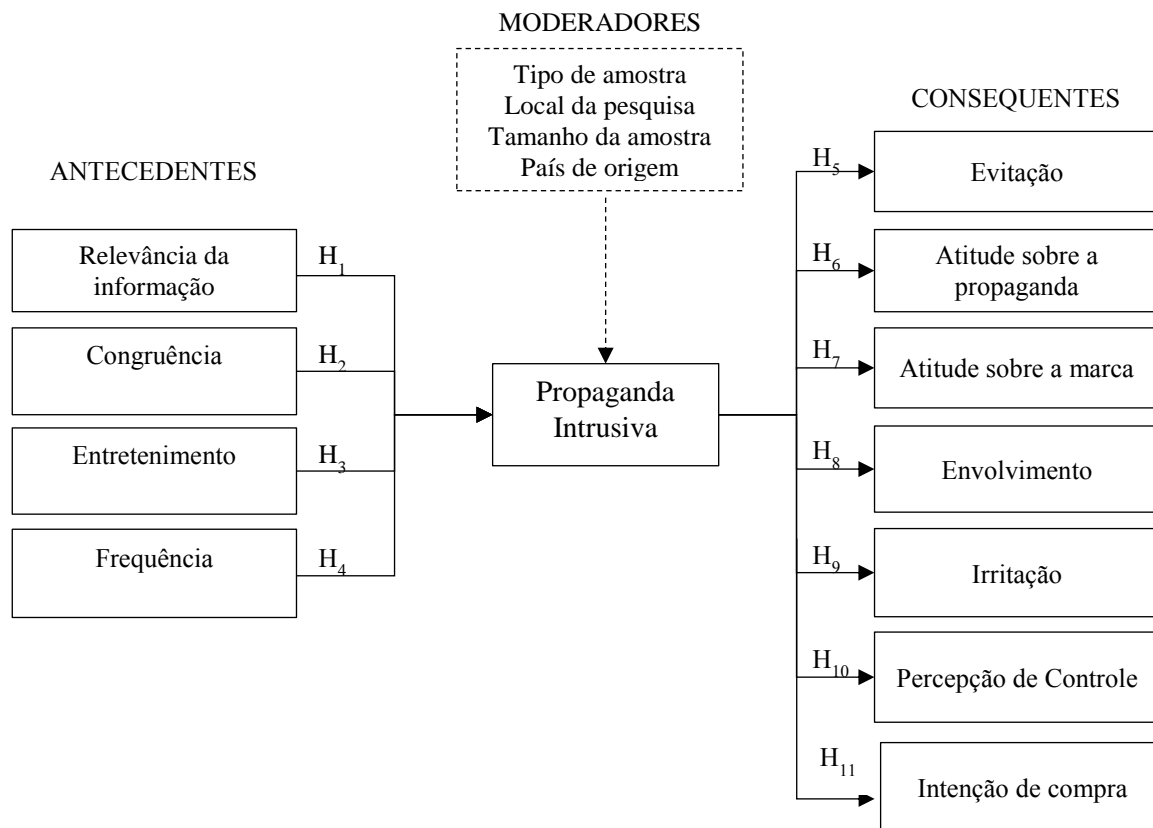 MODERADORES
Tipo de amostra
Local da pesquisa
Tamanho da amostra
País de origem
ANTECEDENTES
Relevância da
informação
H1
Congruência
H2
Entretenimento
H3
Frequência
H4
Propaganda
Intrusiva
CONSEQUENTES
H5
Evitação
H6
Atitude sobre a
propaganda
H7
Atitude sobre a marca
H8
Envolvimento
H9
Irritação
H10
Percepção de Controle
H11
Intenção de compra